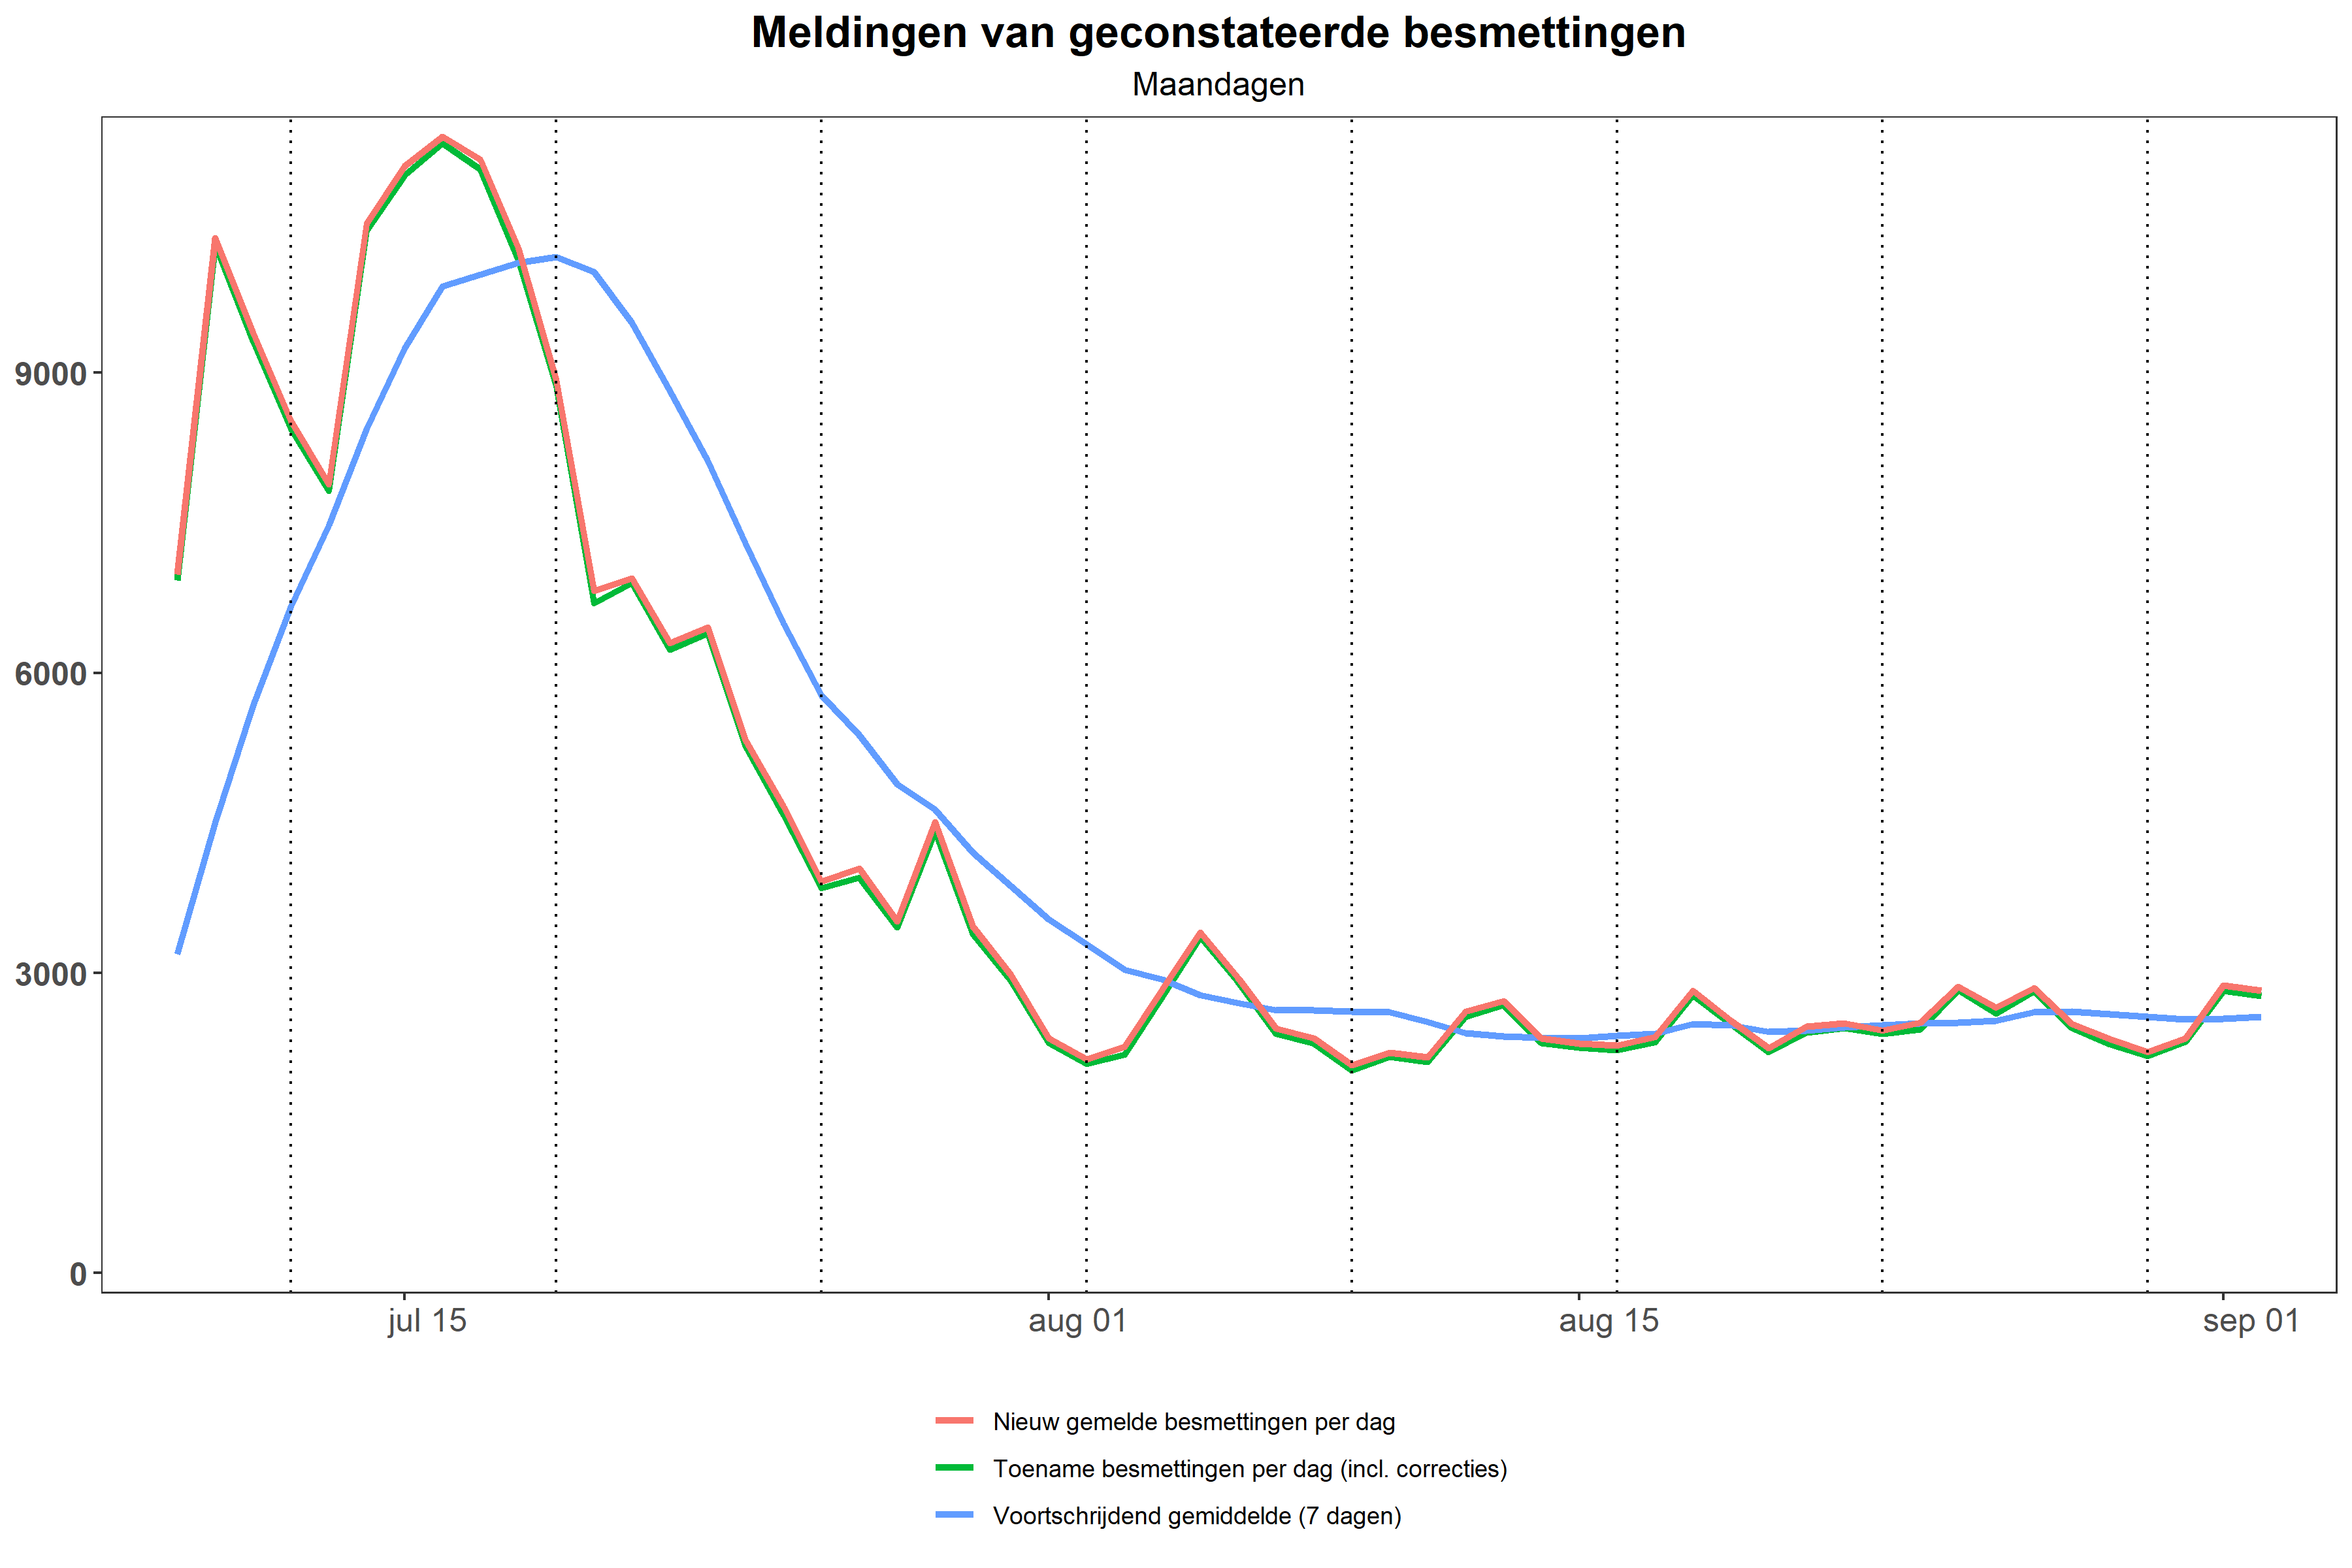 Meldingen van geconstateerde besmettingen
Maandagen
9000
6000
3000
0
jul 15
aug 01
aug 15
sep 01
Nieuw gemelde besmettingen per dag
Toename besmettingen per dag (incl. correcties)
Voortschrijdend gemiddelde (7 dagen)